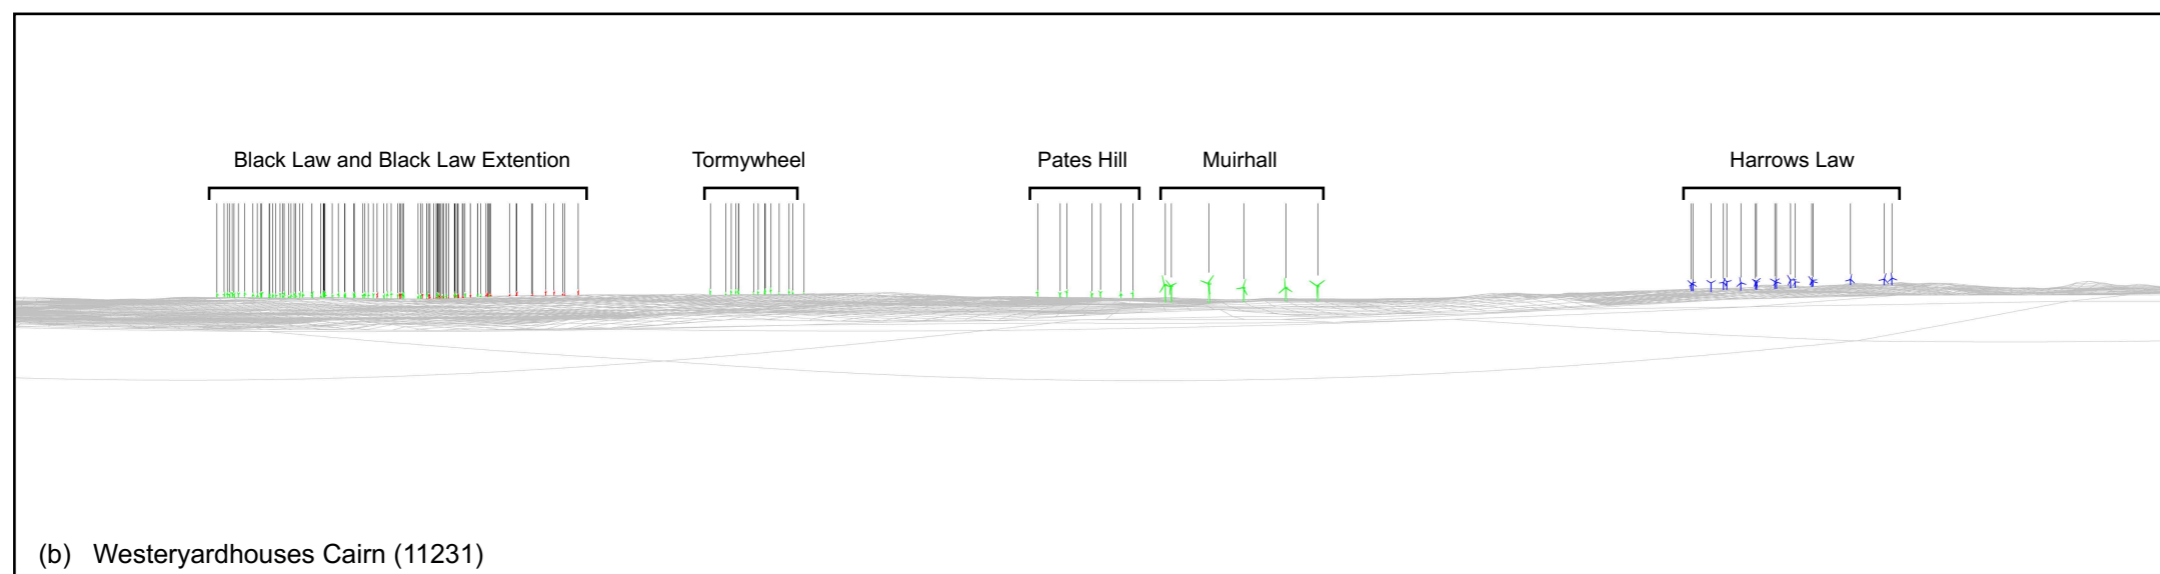 Black Law and Black Law Extention
Tormywheel
Pates Hill
Muirhall
Harrows Law
(b) Westeryardhouses Cairn (11231)